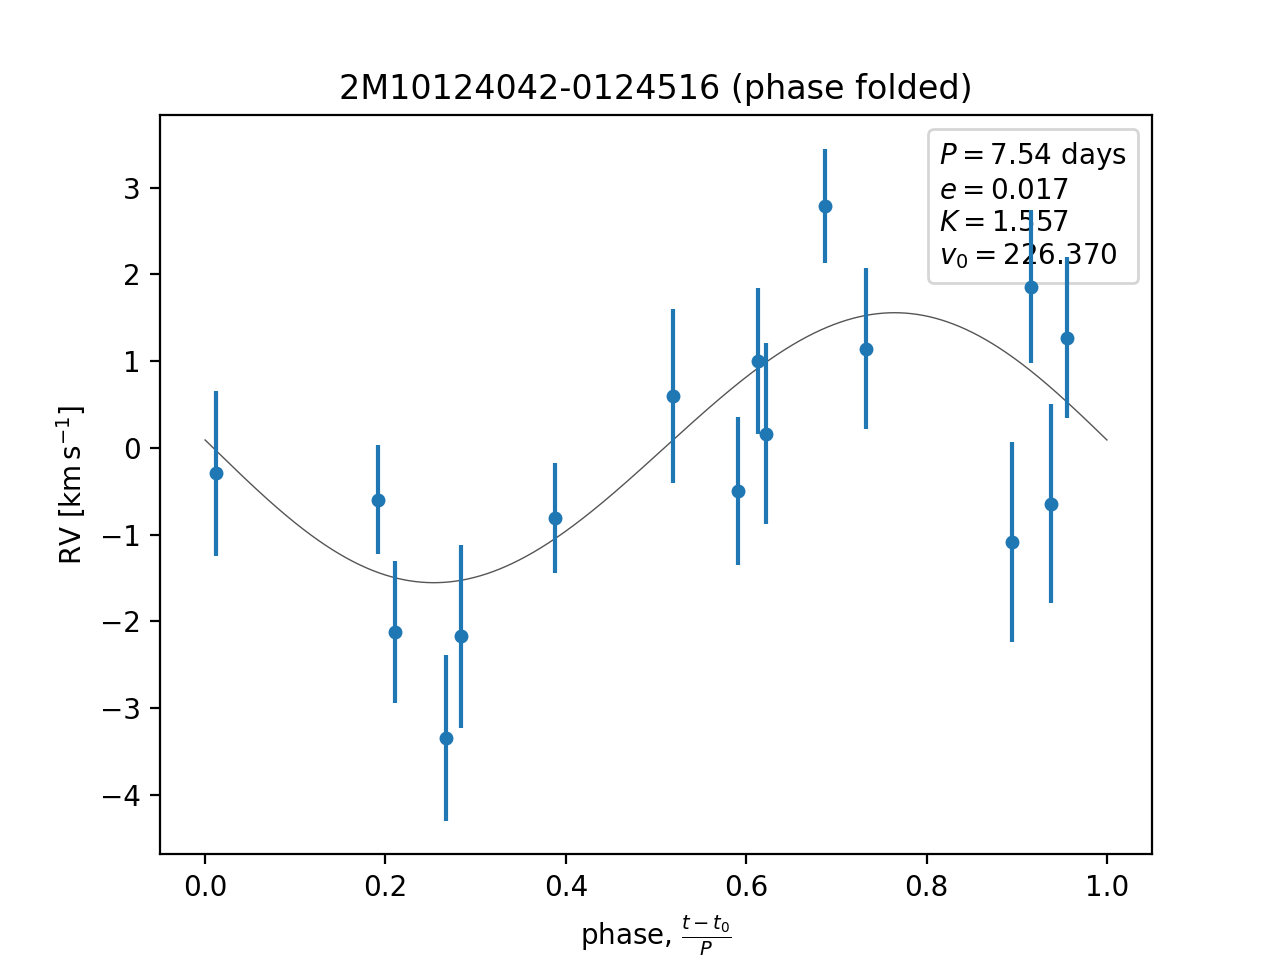 2M10124042-0124516 (phase folded)
P = 7.54 days
e = 0.017
K = 1.557
v₀ = 226.370
3
2
1
0
−1
−2
−3
−4
RV [km s⁻¹]
0.0 0.2 0.4 0.6 0.8 1.0
phase, (t − t₀)/P